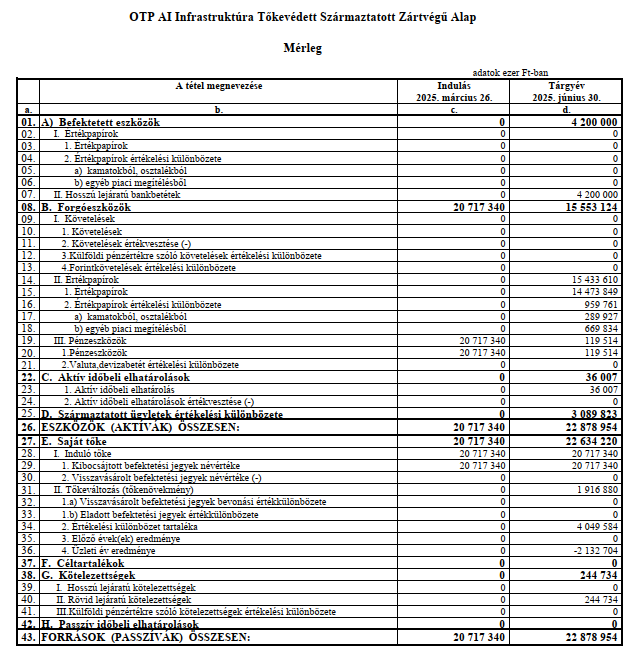 OTP AI Infrastruktúra Tőkevédett Származtatott Zártvégű Alap
Mérleg
adatok ezer Ft-ban
A tétel megnevezése Indulás Tárgyév
2025. március 26. 2025. június 30.
a. b. c. d.
01. A) Befektetett eszközök 0 4 200 000
02. I. Értékpapírok 0 0
03. 1. Értékpapírok 0 0
04. 2. Értékpapírok értékelési különbözete 0 0
05. a) kamatokból, osztalékból 0 0
06. b) egyéb piaci megítélésből 0 0
07. II. Hosszú lejáratú bankbetétek 0 4 200 000
08. B. Forgóeszközök 20 717 340 15 553 124
09. I. Követelések 0 0
10. 1. Követelések 0 0
11. 2. Követelések értékvesztése (-) 0 0
12. 3.Külföldi pénzértékre szóló követelések értékelési különbözete 0 0
13. 4.Forintkövetelések értékelési különbözete 0 0
14. II. Értékpapírok 0 15 433 610
15. 1. Értékpapírok 0 14 473 849
16. 2. Értékpapírok értékelési különbözete 0 959 761
17. a) kamatokból, osztalékból 0 289 927
18. b) egyéb piaci megítélésből 0 669 834
19. III. Pénzeszközök 20 717 340 119 514
20. 1.Pénzeszközök 20 717 340 119 514
21. 2.Valuta,devizabetét értékelési különbözete 0 0
22. C. Aktív időbeli elhatárolások 0 36 007
23. 1. Aktív időbeli elhatárolás 0 36 007
24. 2. Aktív időbeli elhatárolások értékvesztése (-) 0 0
25. D. Származtatott ügyletek értékelési különbözete 0 3 089 823
26. ESZKÖZÖK (AKTÍVÁK) ÖSSZESEN: 20 717 340 22 878 954
27. E. Saját tőke 20 717 340 22 634 220
28. I. Induló tőke 20 717 340 20 717 340
29. 1. Kibocsájtott befektetési jegyek névértéke 20 717 340 20 717 340
30. 2. Visszavásárolt befektetési jegyek névértéke (-) 0 0
31. II. Tőkeváltozás (tőkenövekmény) 0 1 916 880
32. 1.a) Visszavásárolt befektetési jegyek bevonási értékkülönbözete 0 0
33. 1.b) Eladott befektetési jegyek értékkülönbözete 0 0
34. 2. Értékelési különbözet tartaléka 0 4 049 584
35. 3. Előző évek(ek) eredménye 0 0
36. 4. Üzleti év eredménye 0 -2 132 704
37. F. Céltartalékok 0 0
38. G. Kötelezettségek 0 244 734
39. I. Hosszú lejáratú kötelezettségek 0 0
40. II. Rövid lejáratú kötelezettségek 0 244 734
41. III.Külföldi pénzértékre szóló kötelezettségek értékelési különbözete 0 0
42. H. Passzív időbeli elhatárolások 0 0
43. FORRÁSOK (PASSZÍVÁK) ÖSSZESEN: 20 717 340 22 878 954